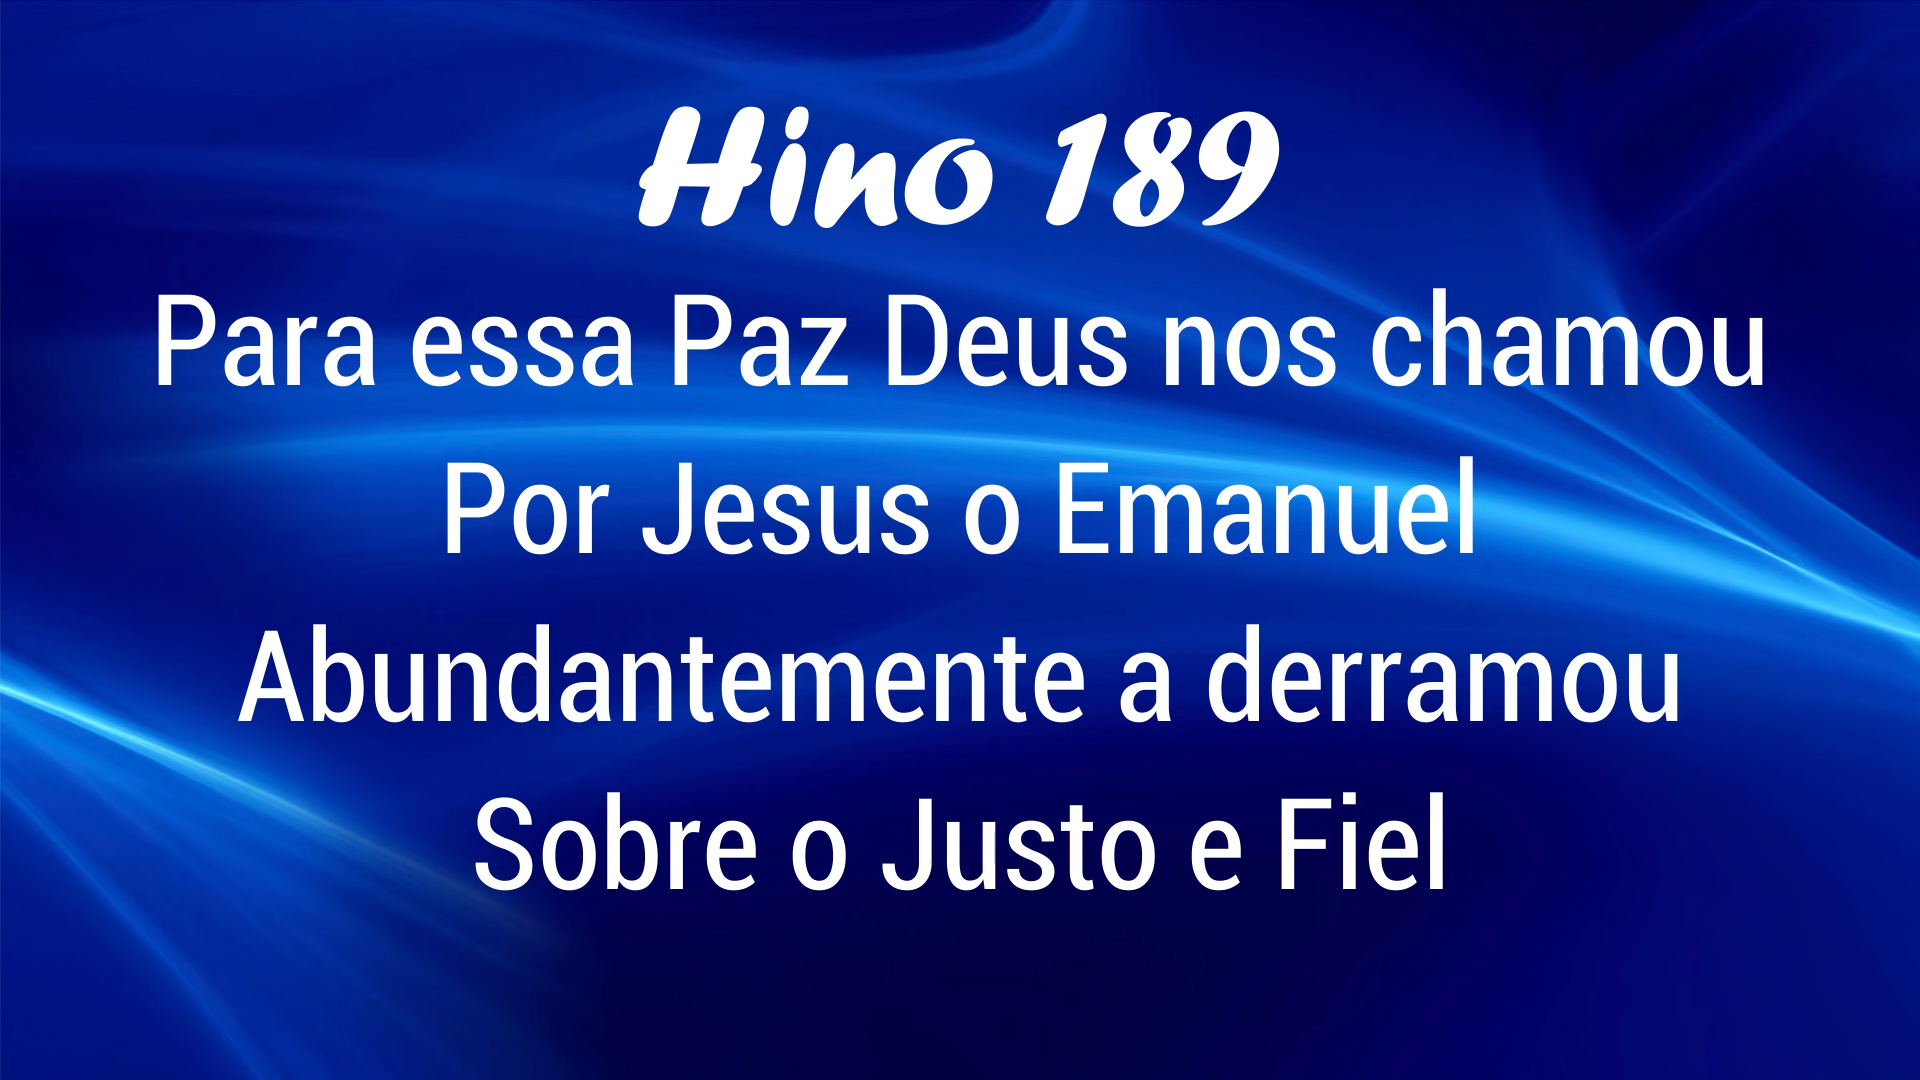 Hino 189
Para essa Paz Deus nos chamou
Por Jesus o Emanuel
Abundantemente a derramou
Sobre o Justo e Fiel